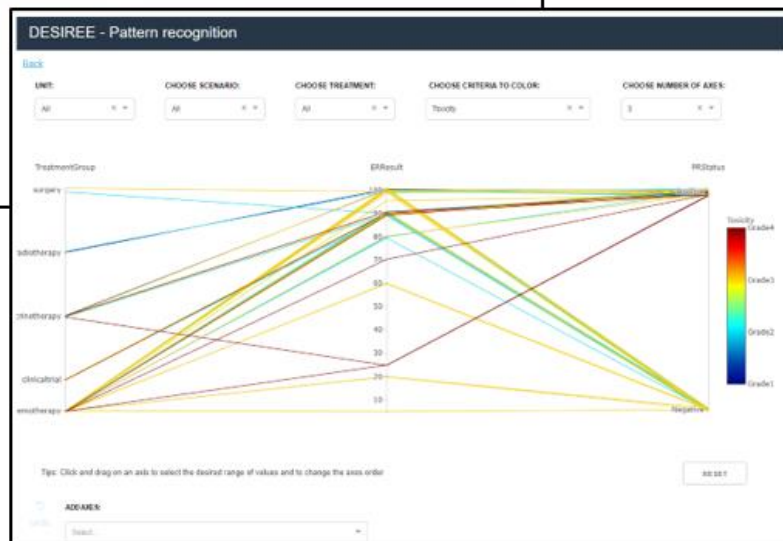 DESIREE - Pattern recognition
Back
UNIT: CHOOSE SCENARIO: CHOOSE TREATMENT: CHOOSE CRITERIA TO COLOR: CHOOSE NUMBER OF AXES:
All All All Toxicity 3
TreatmentGroup ERResult PRStatus
surgery 100
90
80
70
60
50
40
30
20
10
adiotherapy
clinicaltrial
emotherapy
Negative
Toxicity
Grade4
Grade3
Grade2
Grade1
Tips: Click and drag on an axis to select the desired range of values and to change the axes order
RESET
ADD AXES:
Select...